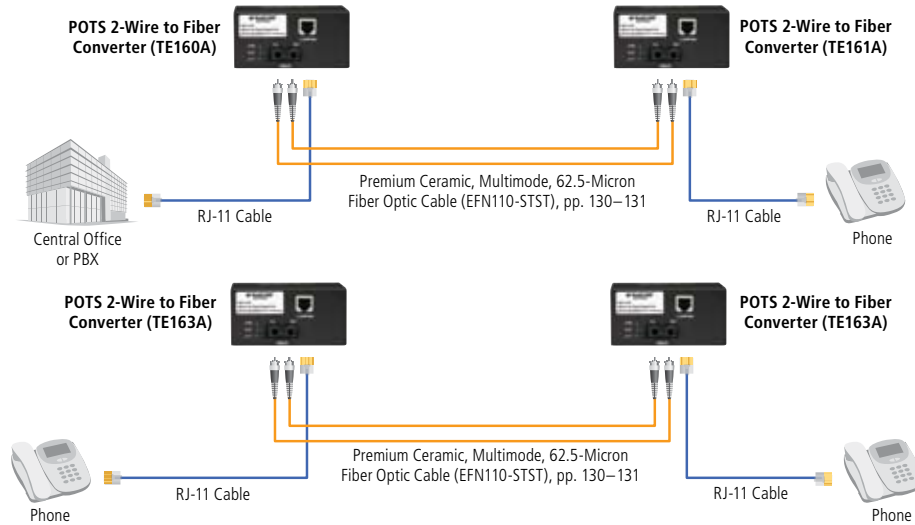 POTS 2-Wire to Fiber
Converter (TE160A)
POTS 2-Wire to Fiber
Converter (TE161A)
Premium Ceramic, Multimode, 62.5-Micron
Fiber Optic Cable (EFN110-STST), pp. 130–131
RJ-11 Cable
RJ-11 Cable
Central Office
or PBX
Phone
POTS 2-Wire to Fiber
Converter (TE163A)
POTS 2-Wire to Fiber
Converter (TE163A)
Premium Ceramic, Multimode, 62.5-Micron
Fiber Optic Cable (EFN110-STST), pp. 130–131
RJ-11 Cable
RJ-11 Cable
Phone
Phone